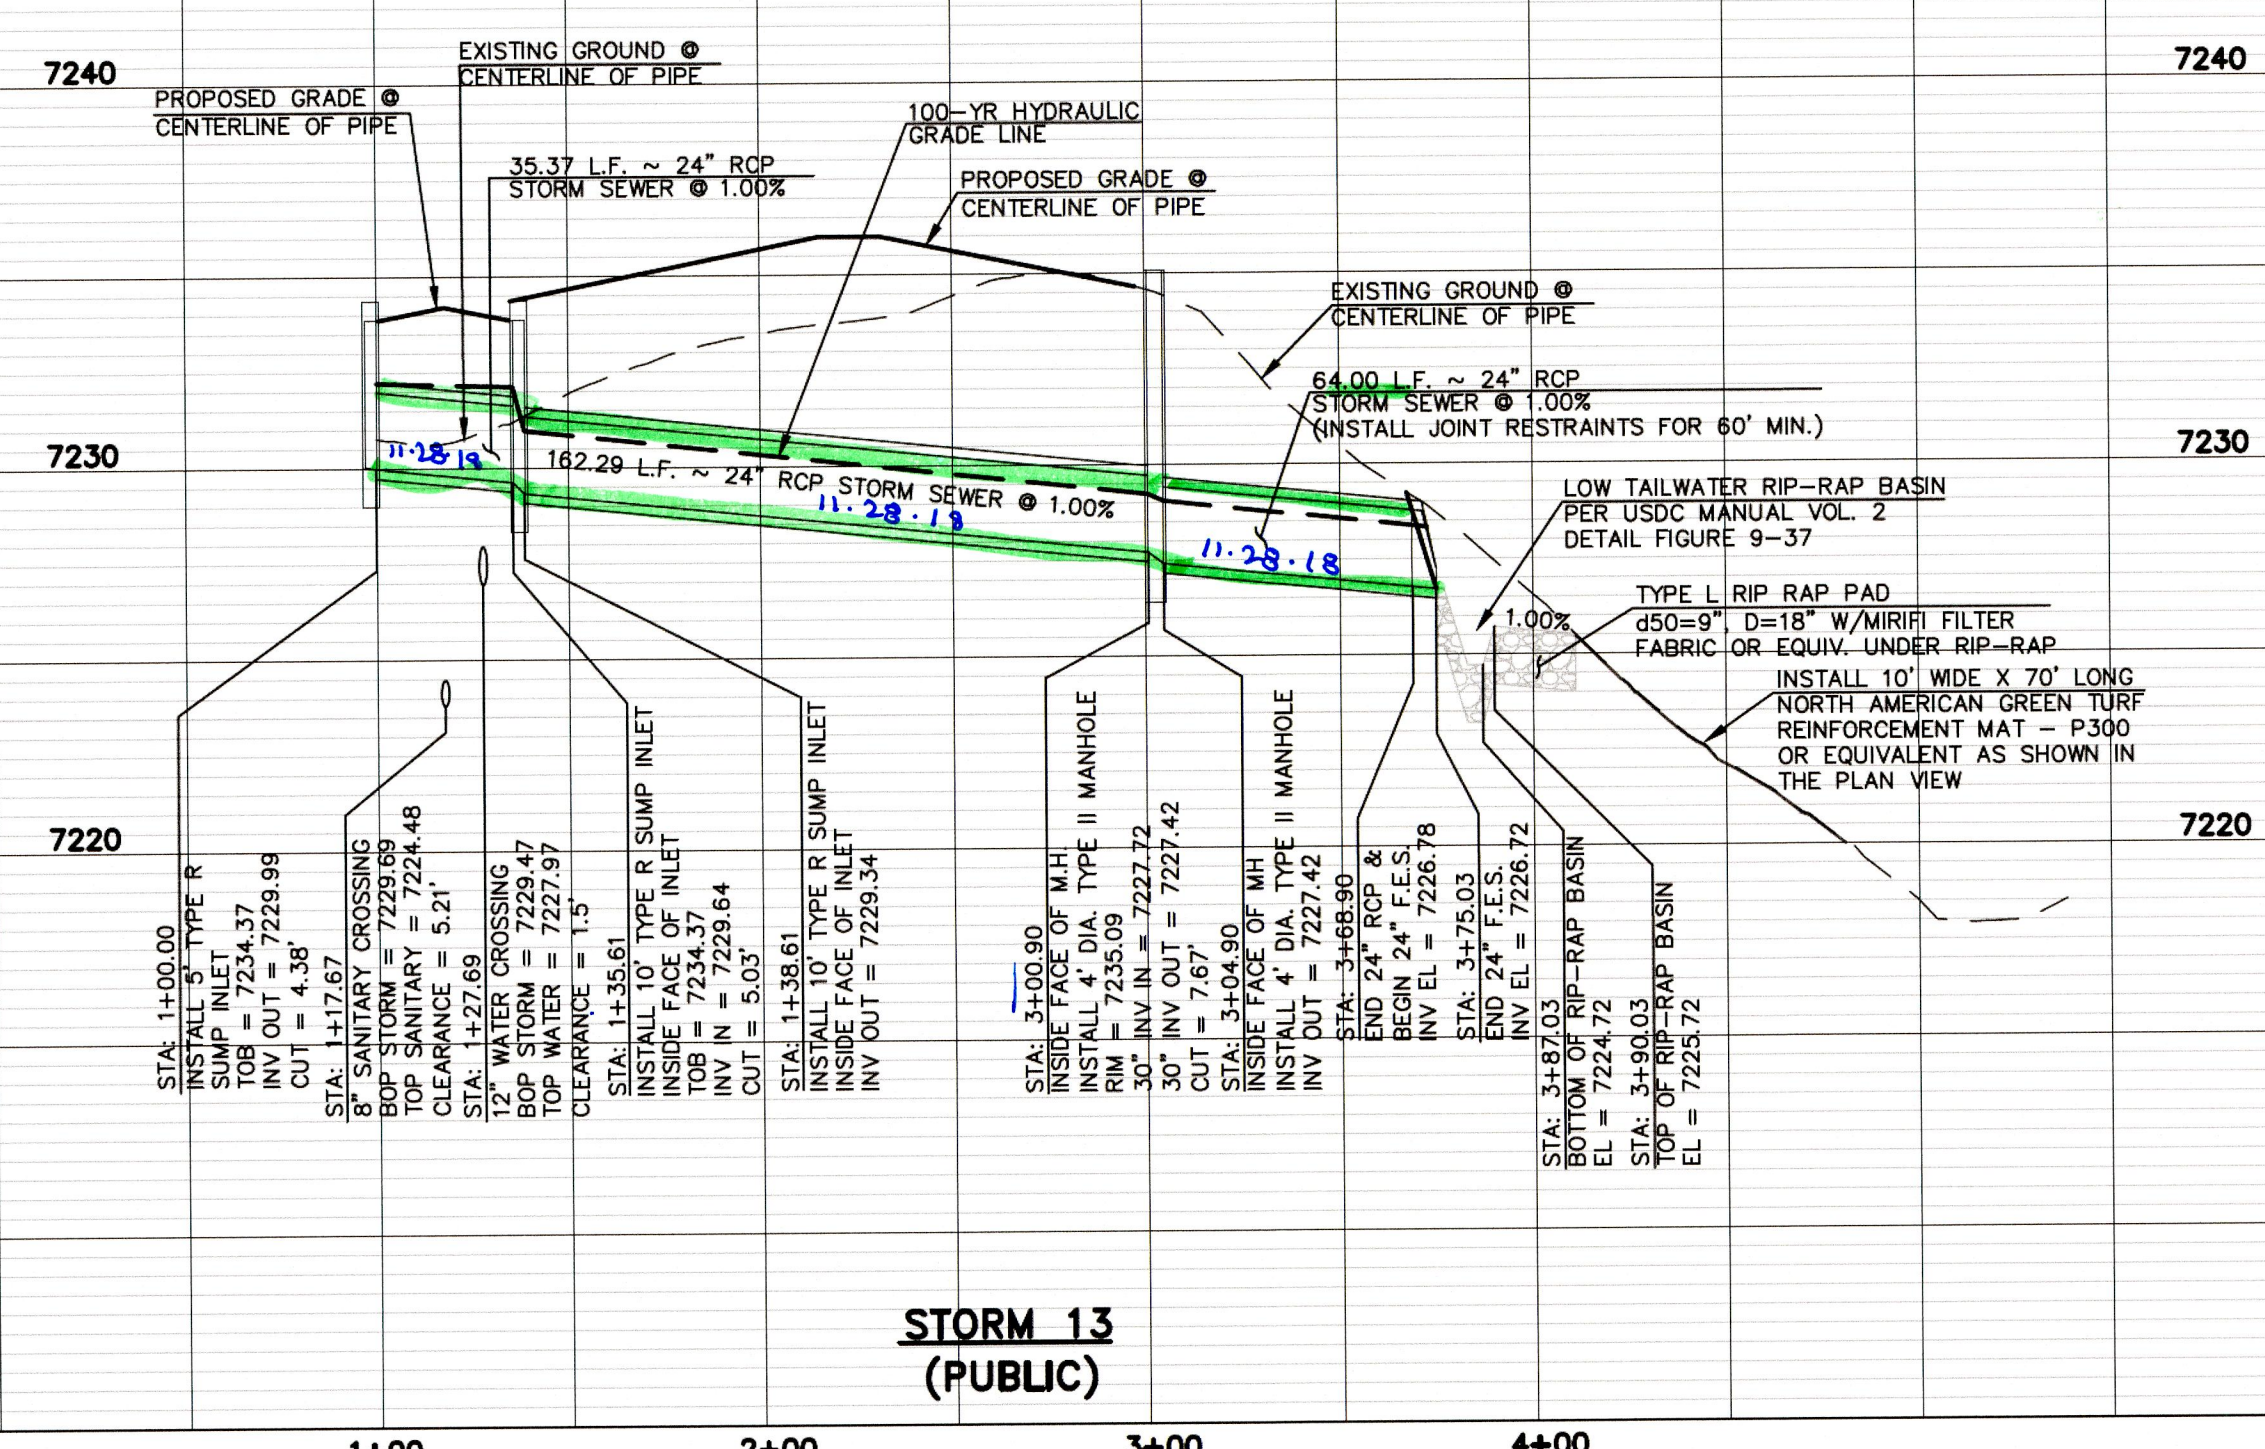 7240
7240
EXISTING GROUND @
CENTERLINE OF PIPE
PROPOSED GRADE @
CENTERLINE OF PIPE
100-YR HYDRAULIC
GRADE LINE
35.37 L.F. ~ 24" RCP
STORM SEWER @ 1.00%
PROPOSED GRADE @
CENTERLINE OF PIPE
EXISTING GROUND @
CENTERLINE OF PIPE
64.00 L.F. ~ 24" RCP
STORM SEWER @ 1.00%
(INSTALL JOINT RESTRAINTS FOR 60' MIN.)
7230
7230
11.28.18
162.29 L.F. ~ 24" RCP STORM SEWER @ 1.00%
11.28.18
11.28.18
LOW TAILWATER RIP-RAP BASIN
PER USDC MANUAL VOL. 2
DETAIL FIGURE 9-37
1.00%
TYPE L RIP RAP PAD
d50=9", D=18" W/MIRIFI FILTER
FABRIC OR EQUIV. UNDER RIP-RAP
INSTALL 10' WIDE X 70' LONG
NORTH AMERICAN GREEN TURF
REINFORCEMENT MAT - P300
OR EQUIVALENT AS SHOWN IN
THE PLAN VIEW
7220
7220
STA: 1+00.00
INSTALL 5' TYPE R
SUMP INLET
TOB = 7234.37
INV OUT = 7229.99
CUT = 4.38'
STA: 1+17.67
8" SANITARY CROSSING
BOP STORM = 7229.69
TOP SANITARY = 7224.48
CLEARANCE = 5.21'
STA: 1+27.69
12" WATER CROSSING
BOP STORM = 7229.47
TOP WATER = 7227.97
CLEARANCE = 1.5'
STA: 1+35.61
INSTALL 10' TYPE R SUMP INLET
INSIDE FACE OF INLET
TOB = 7234.37
INV IN = 7229.64
CUT = 5.03'
STA: 1+38.61
INSTALL 10' TYPE R SUMP INLET
INSIDE FACE OF INLET
INV OUT = 7229.34
STA: 3+00.90
INSIDE FACE OF M.H.
INSTALL 4' DIA. TYPE II MANHOLE
RIM = 7235.09
30" INV IN = 7227.72
30" INV OUT = 7227.42
CUT = 7.67'
STA: 3+04.90
INSIDE FACE OF MH
INSTALL 4' DIA. TYPE II MANHOLE
INV OUT = 7227.42
STA: 3+68.90
END 24" RCP &
BEGIN 24" F.E.S.
INV EL = 7226.78
STA: 3+75.03
END 24" F.E.S.
INV EL = 7226.72
STA: 3+87.03
BOTTOM OF RIP-RAP BASIN
EL = 7224.72
STA: 3+90.03
TOP OF RIP-RAP BASIN
EL = 7225.72
STORM 13
(PUBLIC)
1+00
2+00
3+00
4+00